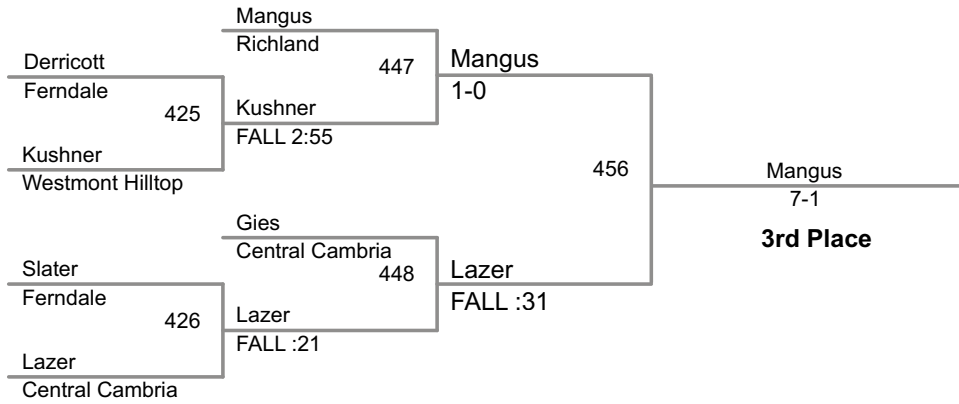 Mangus
Richland
Derricott
Ferndale
447
Mangus
1-0
425
Kushner
FALL 2:55
Kushner
Westmont Hilltop
456
Mangus
7-1
3rd Place
Gies
Central Cambria
Slater
Ferndale
448
Lazer
FALL :31
426
Lazer
FALL :21
Lazer
Central Cambria